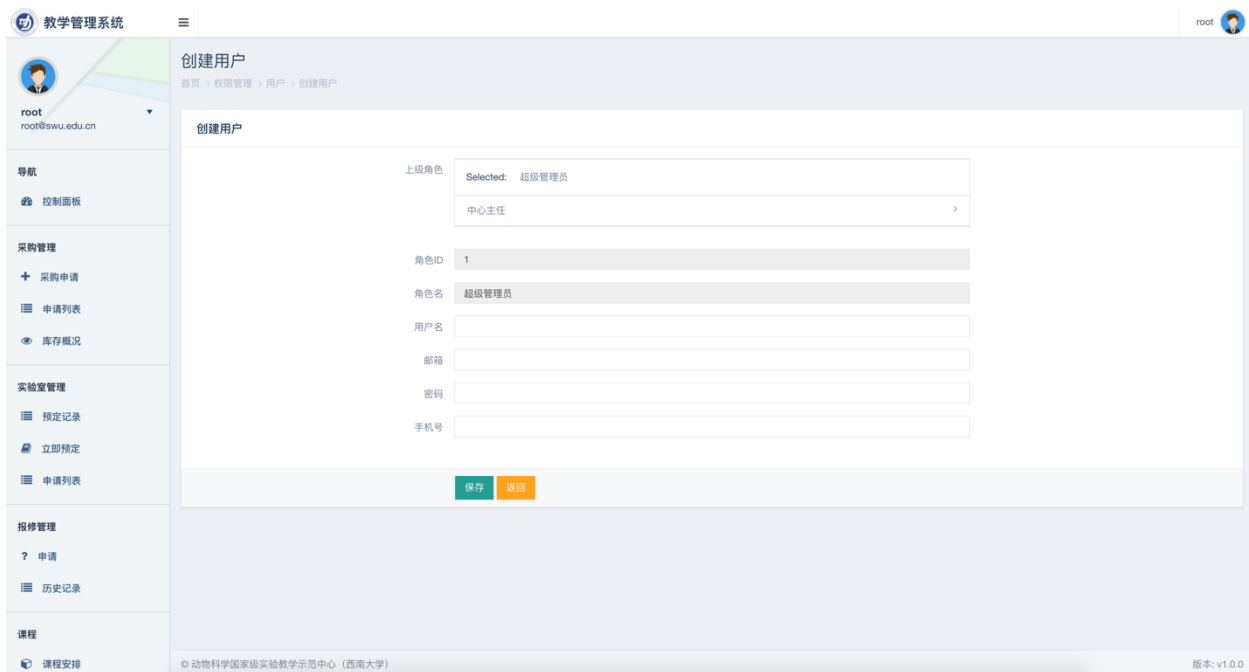 教学管理系统
root
root
root@swu.edu.cn
导航
控制面板
采购管理
采购申请
申请列表
库存概况
实验室管理
预定记录
立即预定
申请列表
报修管理
申请
历史记录
课程
课程安排
创建用户
首页 > 权限管理 > 用户 > 创建用户
创建用户
上级角色
Selected: 超级管理员
中心主任
角色ID 1
角色名 超级管理员
用户名
邮箱
密码
手机号
保存 返回
© 动物科学国家级实验教学示范中心（西南大学）
版本: v1.0.0